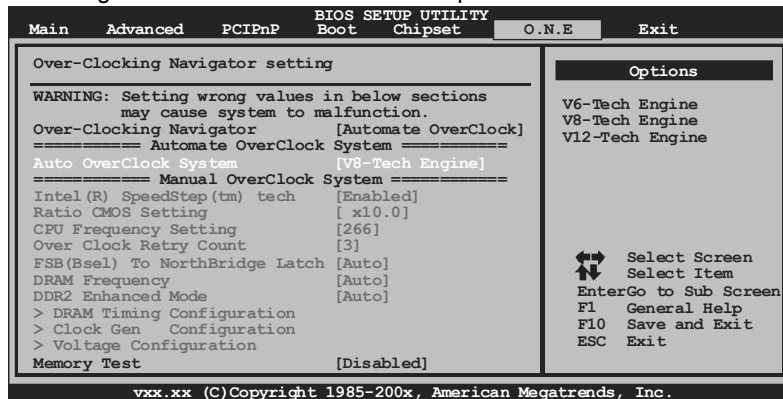 BIOS SETUP UTILITY
Main Advanced PCIPnP Boot Chipset O.N.E Exit
Over-Clocking Navigator setting
WARNING: Setting wrong values in below sections
may cause system to malfunction.
Over-Clocking Navigator [Automate OverClock]
=========== Automate OverClock System ===========
Auto OverClock System [V8-Tech Engine]
============ Manual OverClock System ============
Intel(R) SpeedStep(tm) tech [Enabled]
Ratio CMOS Setting [ x10.0]
CPU Frequency Setting [266]
Over Clock Retry Count [3]
FSB(Bsel) To NorthBridge Latch [Auto]
DRAM Frequency [Auto]
DDR2 Enhanced Mode [Auto]
> DRAM Timing Configuration
> Clock Gen Configuration
> Voltage Configuration
Memory Test [Disabled]
Options
V6-Tech Engine
V8-Tech Engine
V12-Tech Engine
Select Screen
Select Item
EnterGo to Sub Screen
F1 General Help
F10 Save and Exit
ESC Exit
vxx.xx (C)Copyright 1985-200x, American Megatrends, Inc.